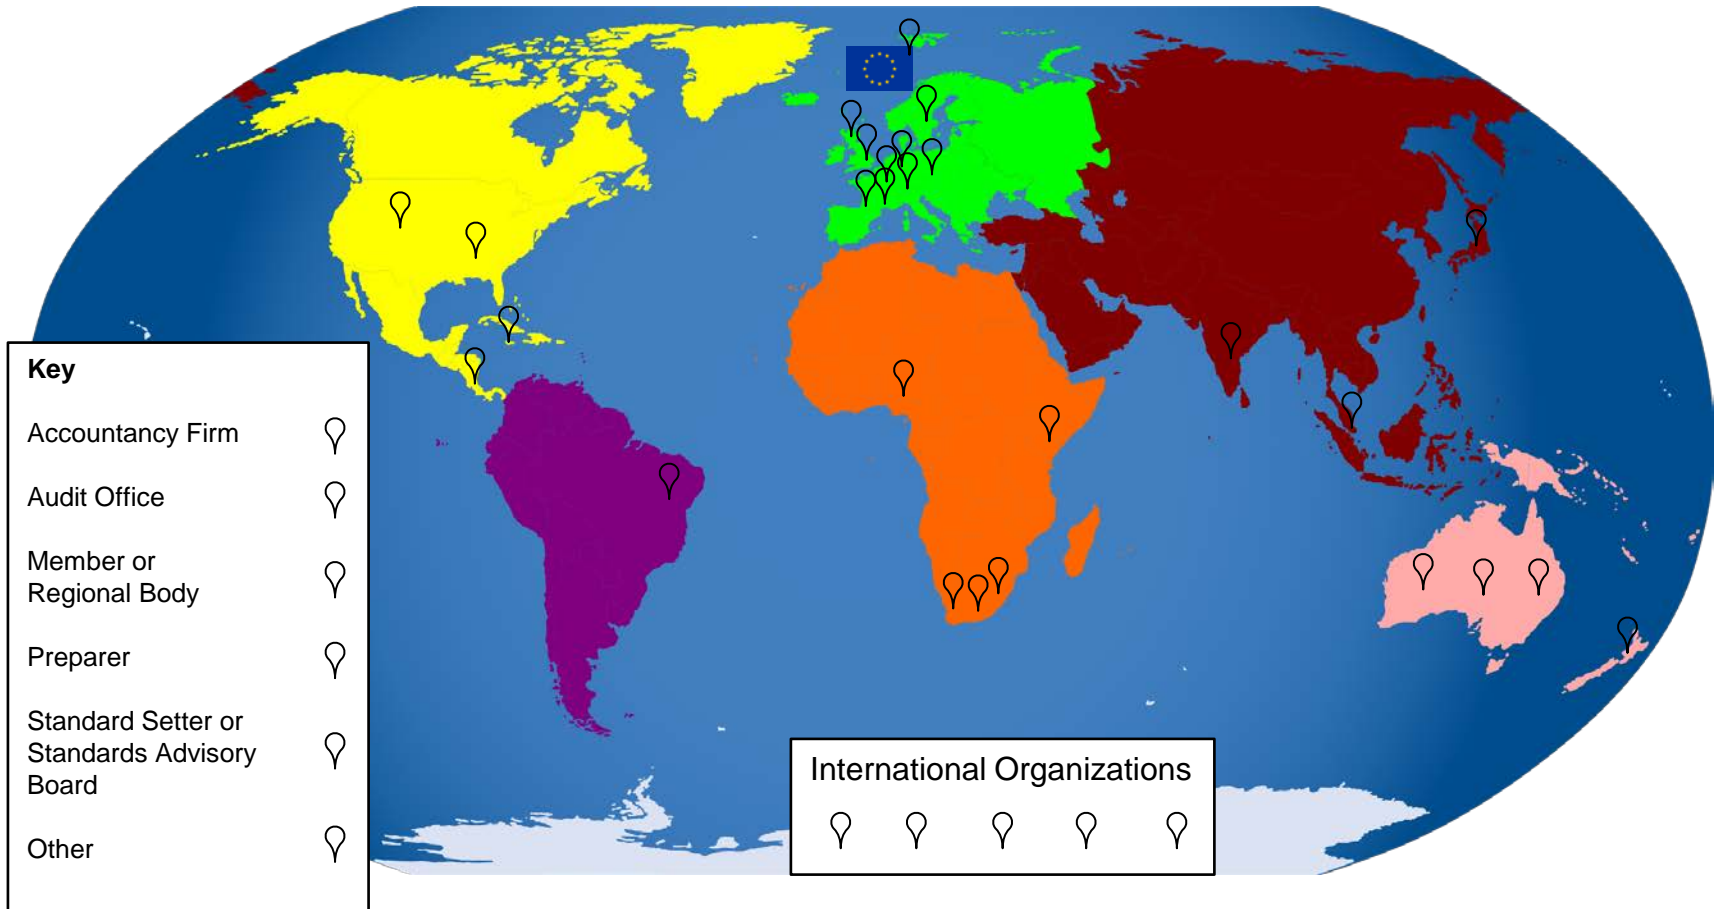 Key
Accountancy Firm
Audit Office
Member or
Regional Body
Preparer
Standard Setter or
Standards Advisory
Board
Other
International Organizations